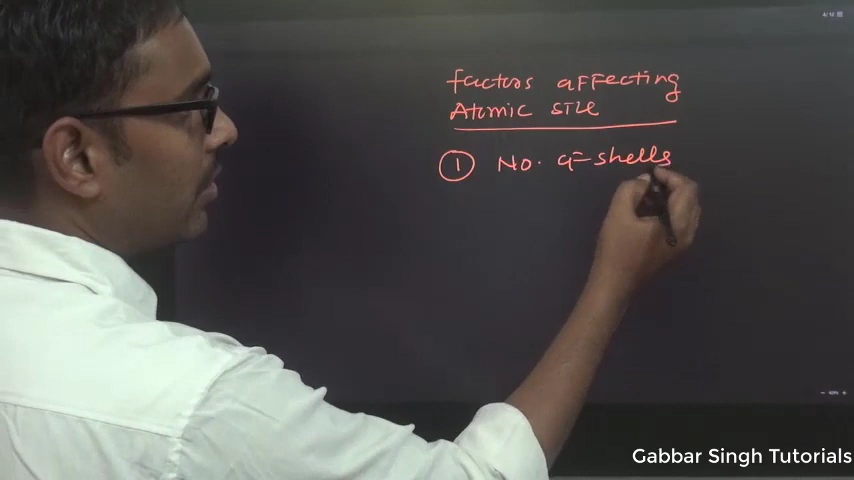 factors affecting
Atomic size
① No. of shells
Gabbar Singh Tutorials